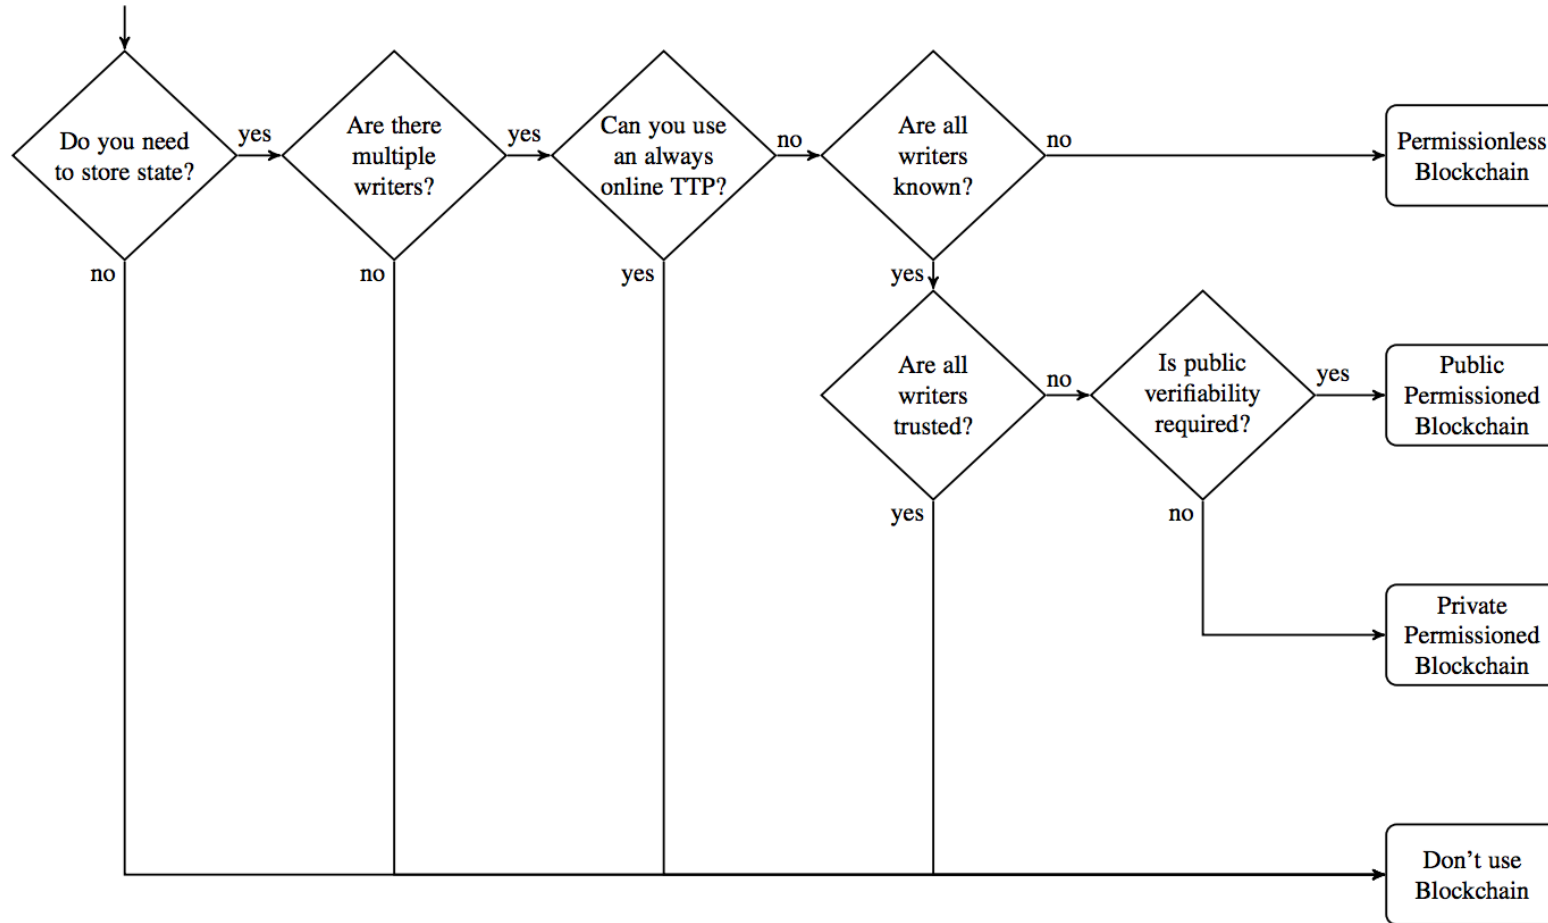 Do you need
to store state?
yes
no
Are there
multiple
writers?
yes
no
Can you use
an always
online TTP?
no
yes
Are all
writers
known?
no
yes
Permissionless
Blockchain
Are all
writers
trusted?
no
yes
Is public
verifiability
required?
yes
no
Public
Permissioned
Blockchain
Private
Permissioned
Blockchain
Don’t use
Blockchain